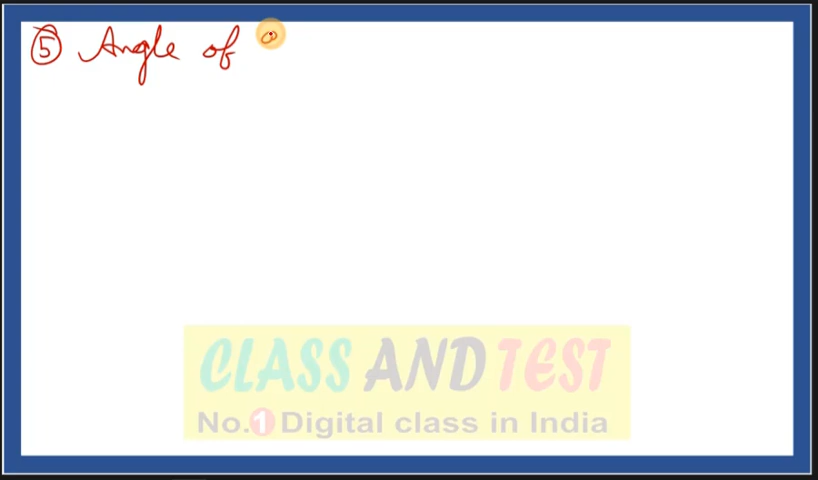 ⑤ Angle of
CLASS AND TEST
No.1 Digital class in India